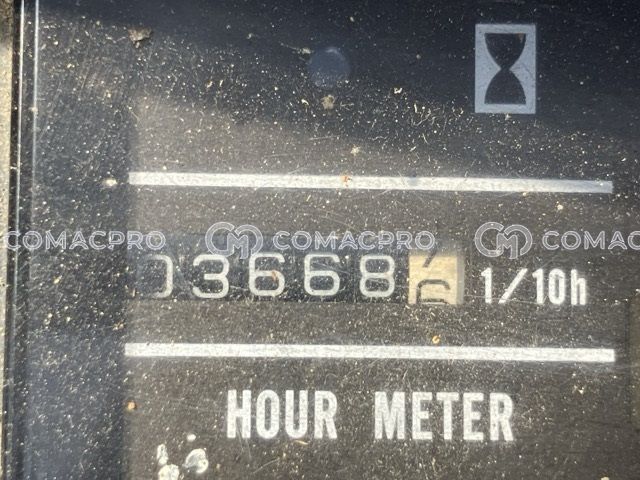 COMACPRO COMACPRO COMACPRO
03668 1/10h
HOUR METER